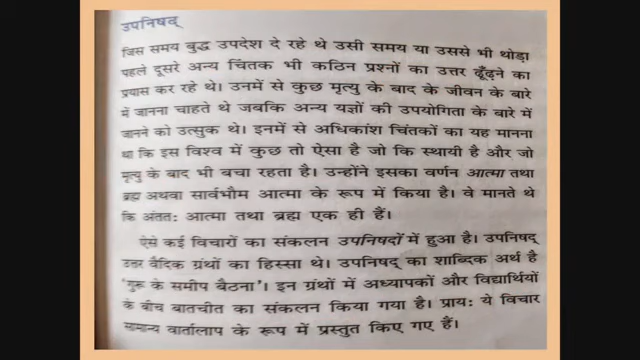 उपनिषद्
जिस समय बुद्ध उपदेश दे रहे थे उसी समय या उससे भी थोड़ा
पहले दूसरे अन्य चिंतक भी कठिन प्रश्नों का उत्तर ढूँढ़ने का
प्रयास कर रहे थे। उनमें से कुछ मृत्यु के बाद के जीवन के बारे
में जानना चाहते थे जबकि अन्य यज्ञों की उपयोगिता के बारे में
जानने को उत्सुक थे। इनमें से अधिकांश चिंतकों का यह मानना
था कि इस विश्व में कुछ तो ऐसा है जो कि स्थायी है और जो
मृत्यु के बाद भी बचा रहता है। उन्होंने इसका वर्णन आत्मा तथा
ब्रह्म अथवा सार्वभौम आत्मा के रूप में किया है। वे मानते थे
कि अंततः आत्मा तथा ब्रह्म एक ही हैं।
ऐसे कई विचारों का संकलन उपनिषदों में हुआ है। उपनिषद्
उत्तर वैदिक ग्रंथों का हिस्सा थे। उपनिषद् का शाब्दिक अर्थ है
'गुरू के समीप बैठना'। इन ग्रंथों में अध्यापकों और विद्यार्थियों
के बीच बातचीत का संकलन किया गया है। प्रायः ये विचार
सामान्य वार्तालाप के रूप में प्रस्तुत किए गए हैं।